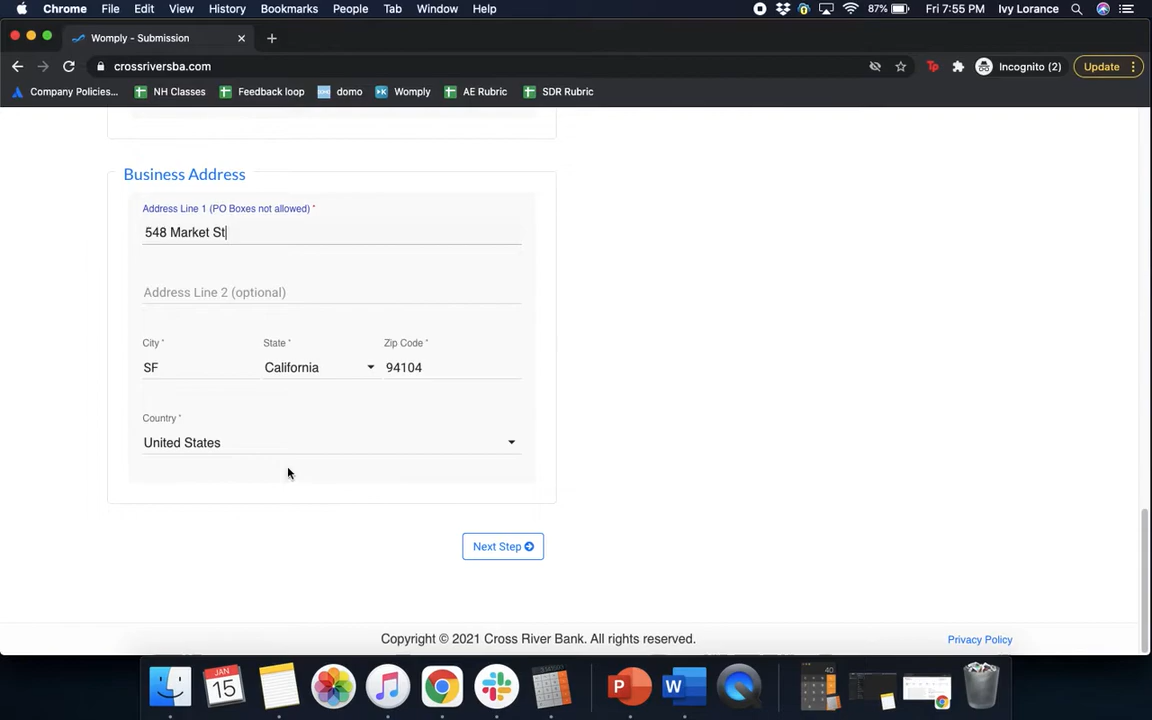 Chrome File Edit View History Bookmarks People Tab Window Help 87% Fri 7:55 PM Ivy Lorance
Womply - Submission
crossriversba.com Incognito (2) Update
Company Policies... NH Classes Feedback loop domo Womply AE Rubric SDR Rubric
Business Address
Address Line 1 (PO Boxes not allowed) *
548 Market St
Address Line 2 (optional)
City * State * Zip Code *
SF California 94104
Country *
United States
Next Step
Copyright © 2021 Cross River Bank. All rights reserved. Privacy Policy
JAN
15